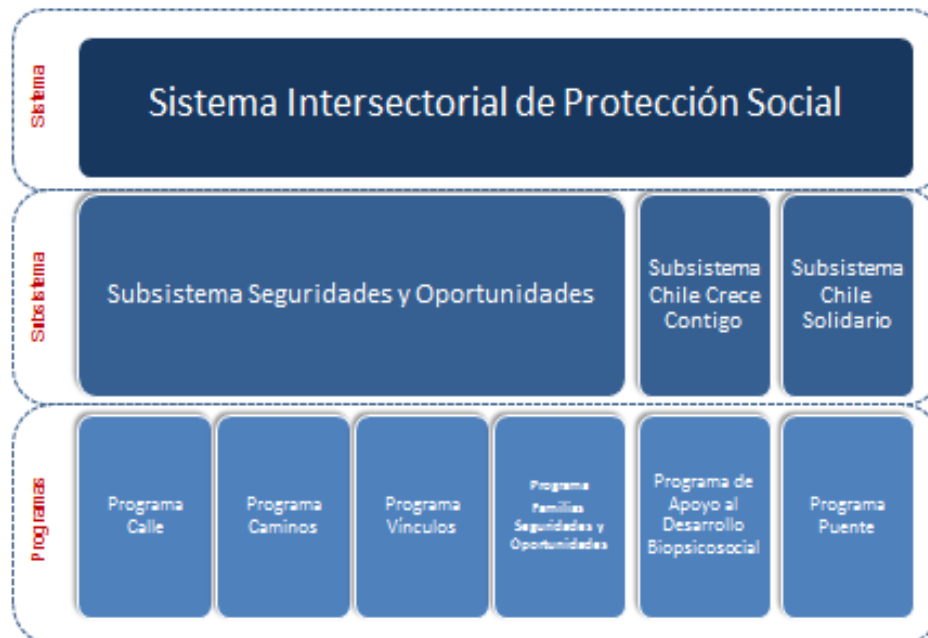 Sistema
Sistema Intersectorial de Protección Social
Subsistema
Subsistema Seguridades y Oportunidades
Subsistema
Chile Crece
Contigo
Subsistema
Chile
Solidario
Programas
Programa
Calle
Programa
Caminos
Programa
Vínculos
Programa
Familias
Seguridades y
Oportunidades
Programa de
Apoyo al
Desarrollo
Biopsicosocial
Programa
Puente